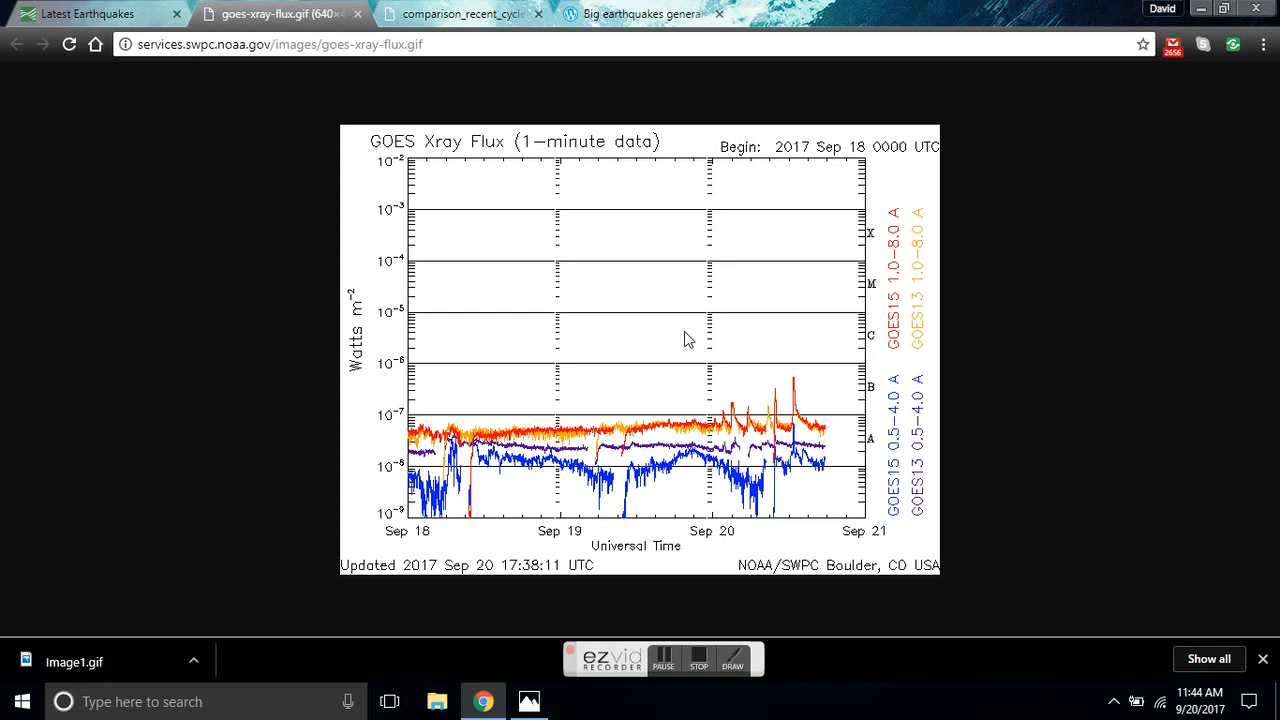 Latest Earthquakes
goes-xray-flux.gif (640×4
comparison_recent_cycle
Big earthquakes general
David
services.swpc.noaa.gov/images/goes-xray-flux.gif
2656
GOES Xray Flux (1-minute data)
Begin: 2017 Sep 18 0000 UTC
10-2
10-3
10-4
10-5
10-6
10-7
10-8
10-9
Watts m-2
X
M
C
B
A
GOES15 1.0-8.0 A
GOES13 1.0-8.0 A
GOES15 0.5-4.0 A
GOES13 0.5-4.0 A
Sep 18
Sep 19
Sep 20
Sep 21
Universal Time
Updated 2017 Sep 20 17:38:11 UTC
NOAA/SWPC Boulder, CO USA
Image1.gif
ezvid
RECORDER
PAUSE
STOP
DRAW
Show all
Type here to search
11:44 AM
9/20/2017